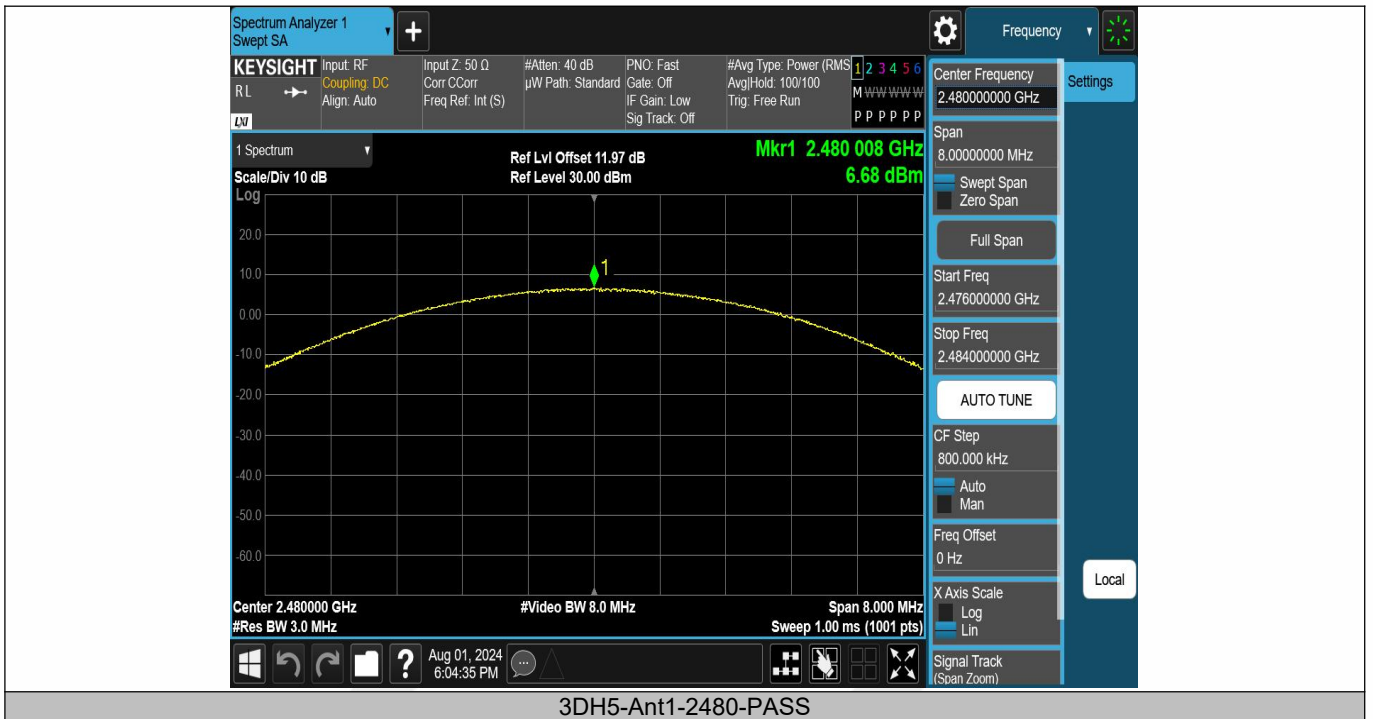 Spectrum Analyzer 1
Swept SA
+
Frequency
KEYSIGHT
RL
LXI
Input: RF
Coupling: DC
Align: Auto
Input Z: 50 Ω
Corr CCorr
Freq Ref: Int (S)
#Atten: 40 dB
µW Path: Standard
PNO: Fast
Gate: Off
IF Gain: Low
Sig Track: Off
#Avg Type: Power (RMS
Avg|Hold: 100/100
Trig: Free Run
1 2 3 4 5 6
M W W W W W
P P P P P P
1 Spectrum
Scale/Div 10 dB
Log
Ref Lvl Offset 11.97 dB
Ref Level 30.00 dBm
Mkr1 2.480 008 GHz
6.68 dBm
20.0
10.0
0.00
-10.0
-20.0
-30.0
-40.0
-50.0
-60.0
1
Center 2.480000 GHz
#Res BW 3.0 MHz
#Video BW 8.0 MHz
Span 8.000 MHz
Sweep 1.00 ms (1001 pts)
Center Frequency
2.480000000 GHz
Settings
Span
8.00000000 MHz
Swept Span
Zero Span
Full Span
Start Freq
2.476000000 GHz
Stop Freq
2.484000000 GHz
AUTO TUNE
CF Step
800.000 kHz
Auto
Man
Freq Offset
0 Hz
Local
X Axis Scale
Log
Lin
Signal Track
(Span Zoom)
?
Aug 01, 2024
6:04:35 PM
3DH5-Ant1-2480-PASS